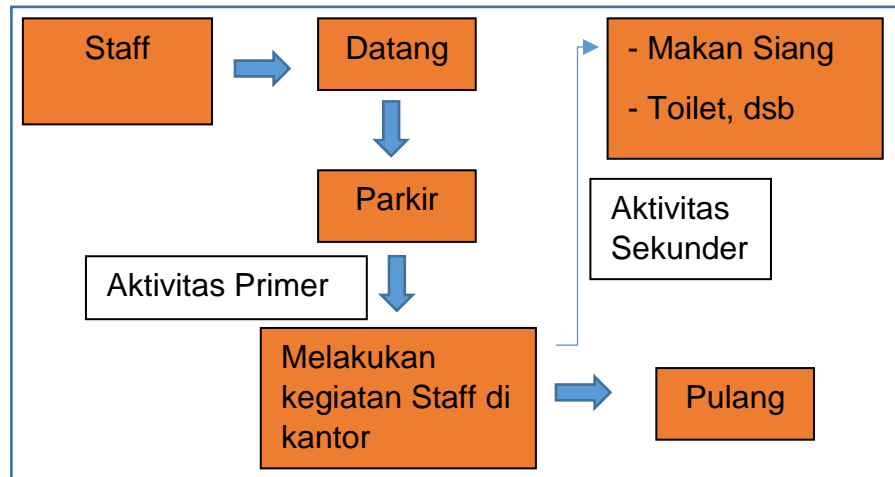 Staff
Datang
- Makan Siang
- Toilet, dsb
Parkir
Aktivitas
Sekunder
Aktivitas Primer
Melakukan
kegiatan Staff di
kantor
Pulang